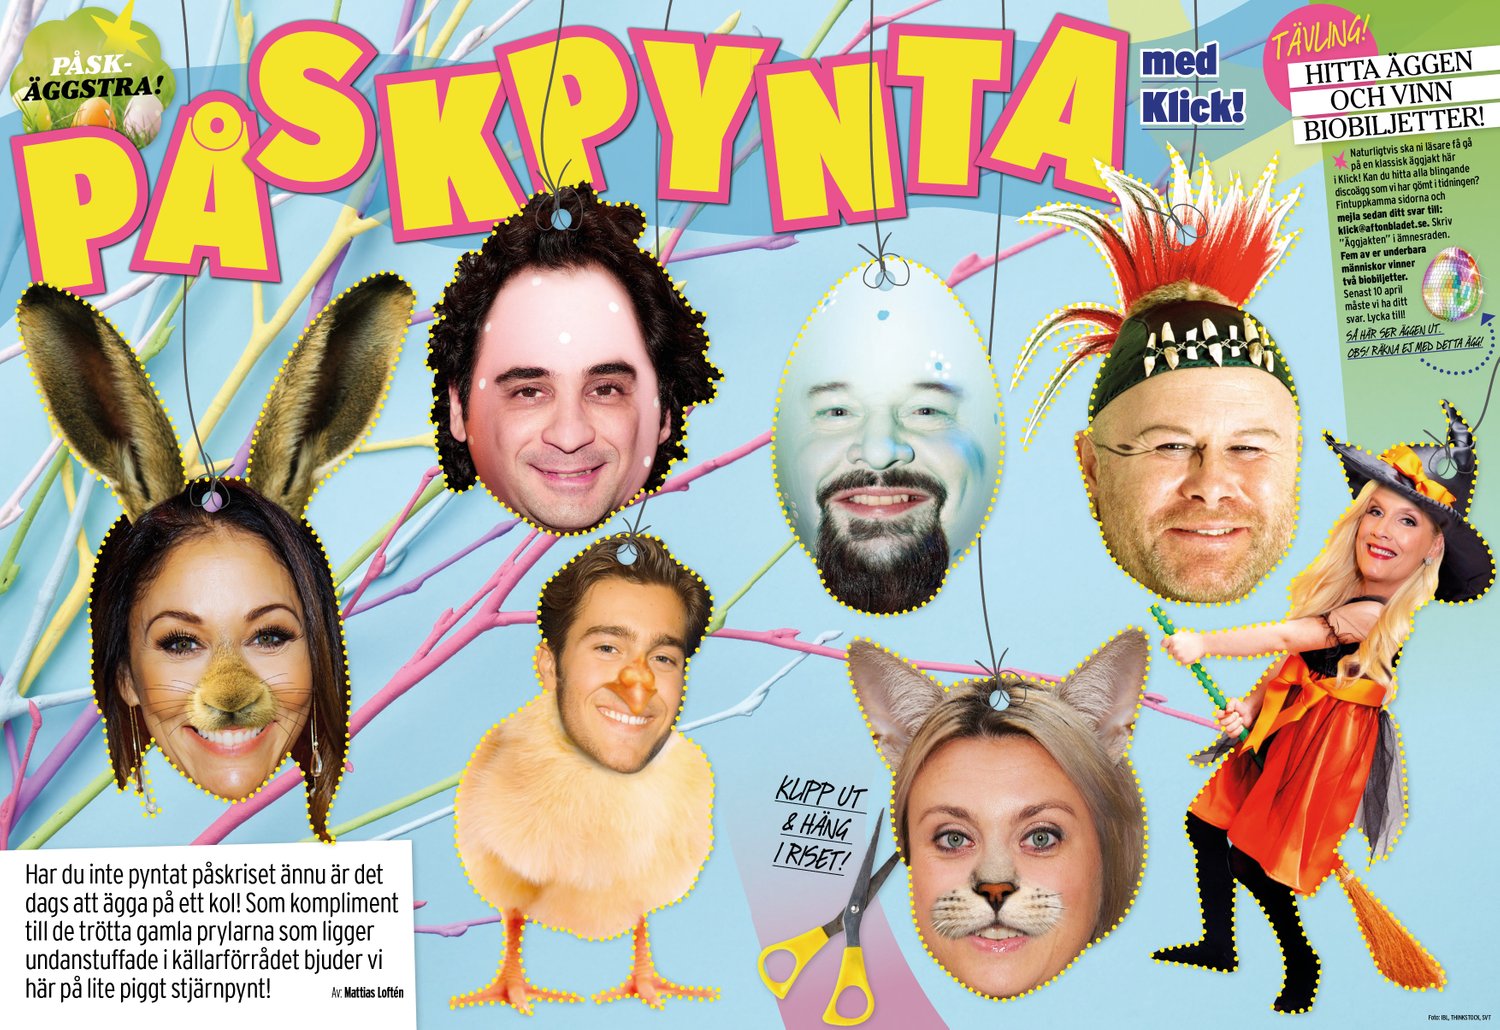 PÅSK-
ÄGGSTRA!
PÅSKPYNTA
med
Klick!
TÄVLING!
HITTA ÄGGEN
OCH VINN
BIOBILJETTER!
Naturligtvis ska ni läsare få gå
på en klassisk äggjakt här
i Klick! Kan du hitta alla blingande
discoägg som vi har gömt i tidningen?
Fintuppkamma sidorna och
mejla sedan ditt svar till:
klick@aftonbladet.se. Skriv
"Äggjakten" i ämnesraden.
Fem av er underbara
människor vinner
två biobiljetter.
Senast 10 april
måste vi ha ditt
svar. Lycka till!
SÅ HÄR SER ÄGGEN UT.
OBS! RÄKNA EJ MED DETTA ÄGG!
KLIPP UT
& HÄNG
I RISET!
Har du inte pyntat påskriset ännu är det
dags att ägga på ett kol! Som kompliment
till de trötta gamla prylarna som ligger
undanstuffade i källarförrådet bjuder vi
här på lite piggt stjärnpynt!
Av: Mattias Loftén
Foto: IBL, THINKSTOCK, SVT